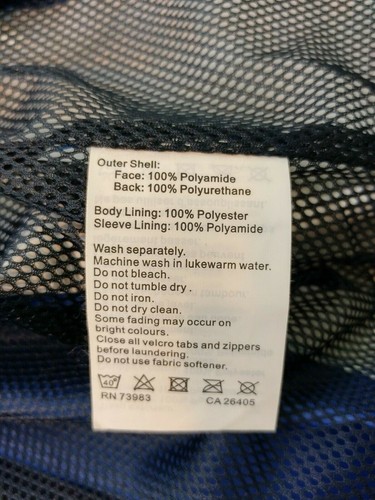 Outer Shell:
Face: 100% Polyamide
Back: 100% Polyurethane
Body Lining: 100% Polyester
Sleeve Lining: 100% Polyamide
Wash separately.
Machine wash in lukewarm water.
Do not bleach.
Do not tumble dry .
Do not iron.
Do not dry clean.
Some fading may occur on
bright colours.
Close all velcro tabs and zippers
before laundering.
Do not use fabric softener.
40°
RN 73983 CA 26405